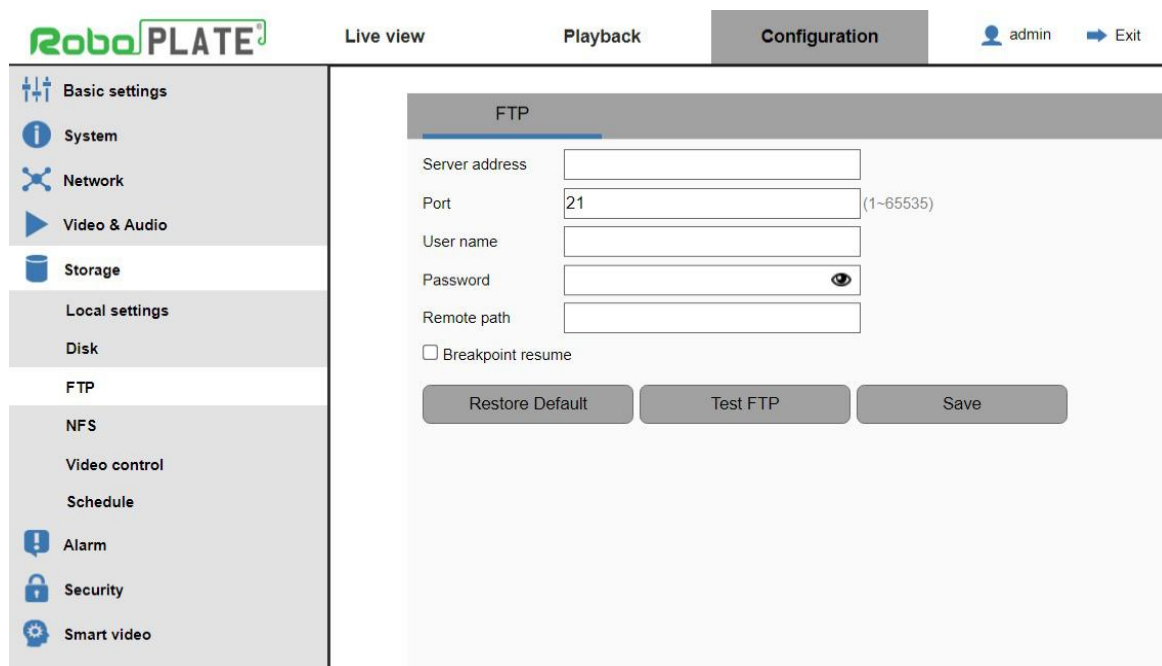 RoboPLATE®
Live view
Playback
Configuration
admin
Exit
Basic settings
System
Network
Video & Audio
Storage
Local settings
Disk
FTP
NFS
Video control
Schedule
Alarm
Security
Smart video
FTP
Server address
Port 21 (1~65535)
User name
Password
Remote path
Breakpoint resume
Restore Default
Test FTP
Save